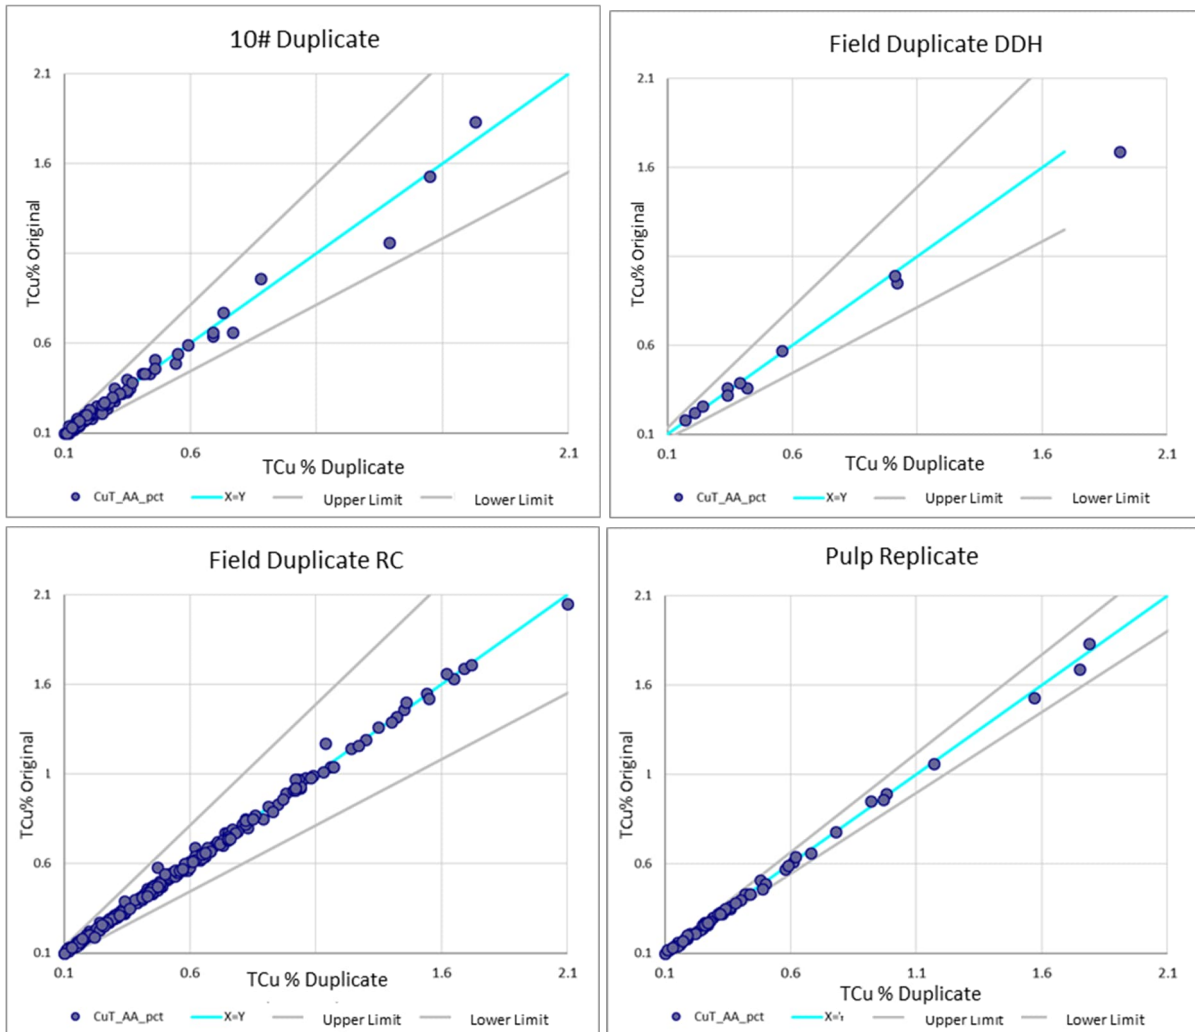 10# Duplicate
2.1
1.6
0.6
0.1
TCu% Original
0.1
0.6
2.1
TCu % Duplicate
CuT_AA_pct
X=Y
Upper Limit
Lower Limit
Field Duplicate DDH
2.1
1.6
0.6
0.1
TCu% Original
0.1
0.6
1.6
2.1
TCu % Duplicate
CuT_AA_pct
X=Y
Upper Limit
Lower Limit
Field Duplicate RC
2.1
1.6
1
0.6
0.1
TCu% Original
0.1
0.6
1.6
2.1
TCu % Duplicate
CuT_AA_pct
X=Y
Upper Limit
Lower Limit
Pulp Replicate
2.1
1.6
1
0.6
0.1
TCu% Original
0.1
0.6
1.1
1.6
2.1
TCu % Duplicate
CuT_AA_pct
Upper Limit
Lower Limit